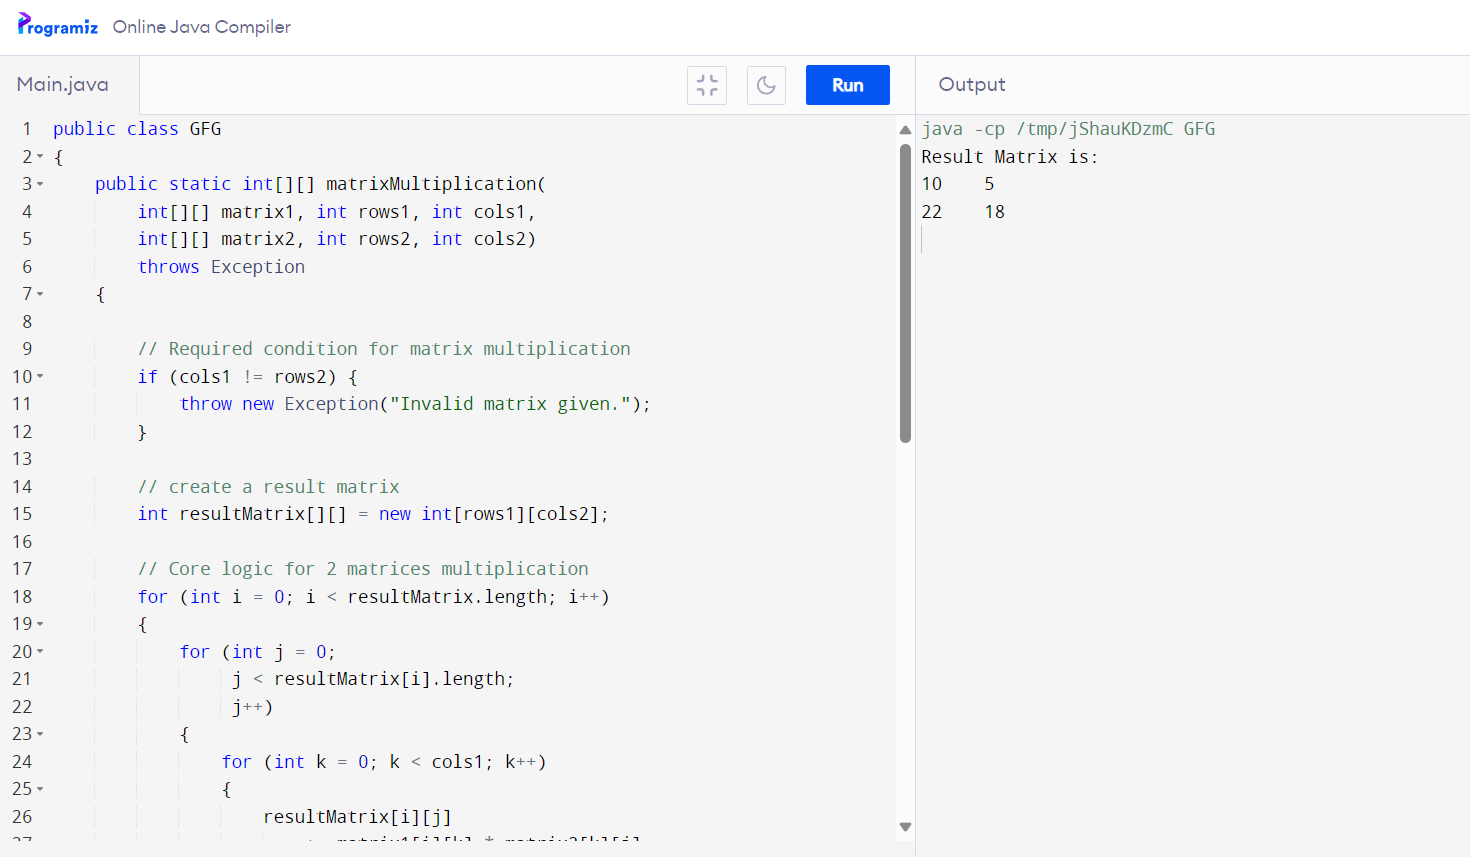 Programiz Online Java Compiler
Main.java
Run
Output
1 public class GFG
2 {
3 public static int[][] matrixMultiplication(
4 int[][] matrix1, int rows1, int cols1,
5 int[][] matrix2, int rows2, int cols2)
6 throws Exception
7 {
8
9 // Required condition for matrix multiplication
10 if (cols1 != rows2) {
11 throw new Exception("Invalid matrix given.");
12 }
13
14 // create a result matrix
15 int resultMatrix[][] = new int[rows1][cols2];
16
17 // Core logic for 2 matrices multiplication
18 for (int i = 0; i < resultMatrix.length; i++)
19 {
20 for (int j = 0;
21 j < resultMatrix[i].length;
22 j++)
23 {
24 for (int k = 0; k < cols1; k++)
25 {
26 resultMatrix[i][j]
java -cp /tmp/jShauKDzmC GFG
Result Matrix is:
10 5
22 18